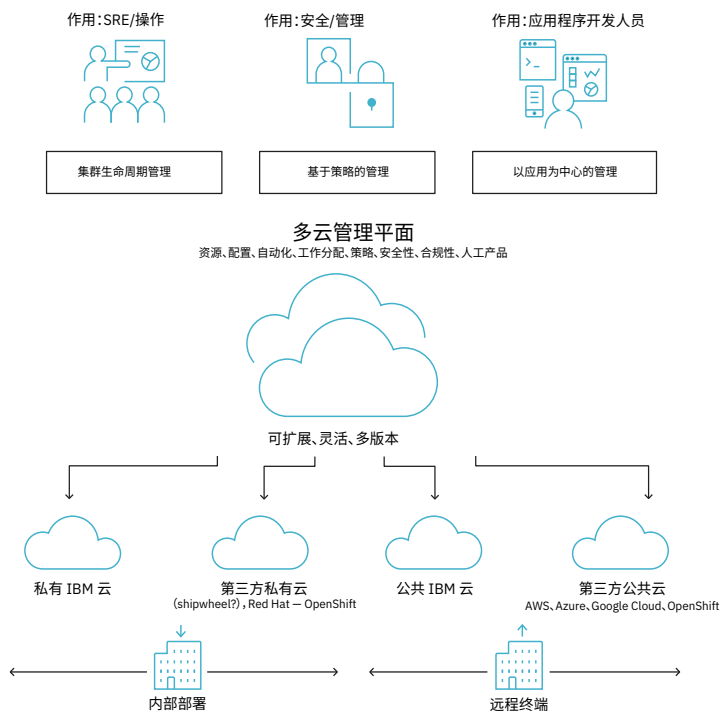 作用:SRE/操作
作用:安全/管理
作用:应用程序开发人员
集群生命周期管理
基于策略的管理
以应用为中心的管理
多云管理平面
资源、配置、自动化、工作分配、策略、安全性、合规性、人工产品
可扩展、灵活、多版本
私有 IBM 云
第三方私有云
(shipwheel?), Red Hat — OpenShift
公共 IBM 云
第三方公共云
AWS、Azure、Google Cloud、OpenShift
内部部署
远程终端